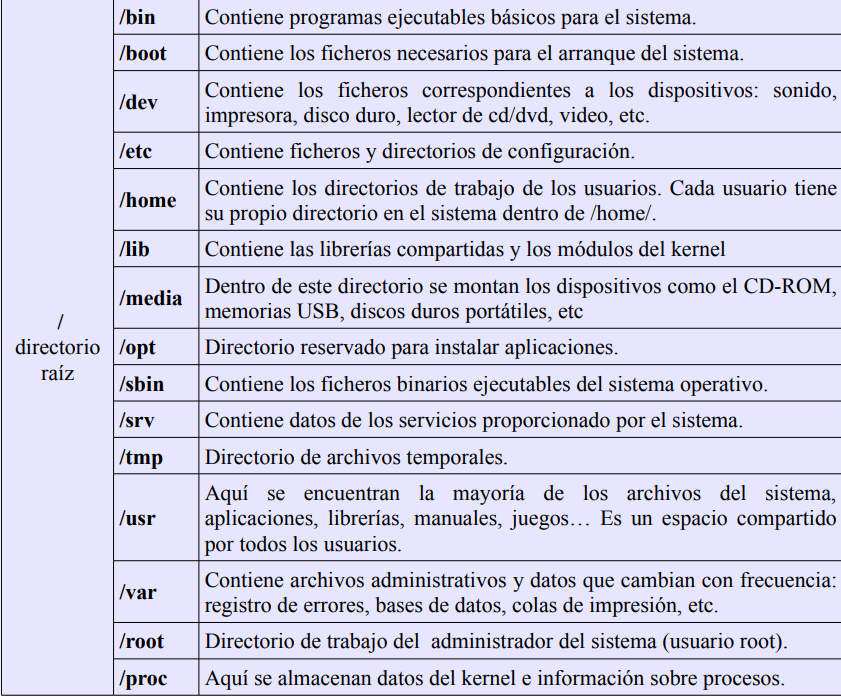 /bin Contiene programas ejecutables básicos para el sistema.
/boot Contiene los ficheros necesarios para el arranque del sistema.
/dev Contiene los ficheros correspondientes a los dispositivos: sonido,
impresora, disco duro, lector de cd/dvd, video, etc.
/etc Contiene ficheros y directorios de configuración.
/home Contiene los directorios de trabajo de los usuarios. Cada usuario tiene
su propio directorio en el sistema dentro de /home/.
/lib Contiene las librerías compartidas y los módulos del kernel
/media Dentro de este directorio se montan los dispositivos como el CD-ROM,
memorias USB, discos duros portátiles, etc
/
directorio
raíz
/opt Directorio reservado para instalar aplicaciones.
/sbin Contiene los ficheros binarios ejecutables del sistema operativo.
/srv Contiene datos de los servicios proporcionado por el sistema.
/tmp Directorio de archivos temporales.
/usr Aquí se encuentran la mayoría de los archivos del sistema,
aplicaciones, librerías, manuales, juegos… Es un espacio compartido
por todos los usuarios.
/var Contiene archivos administrativos y datos que cambian con frecuencia:
registro de errores, bases de datos, colas de impresión, etc.
/root Directorio de trabajo del administrador del sistema (usuario root).
/proc Aquí se almacenan datos del kernel e información sobre procesos.